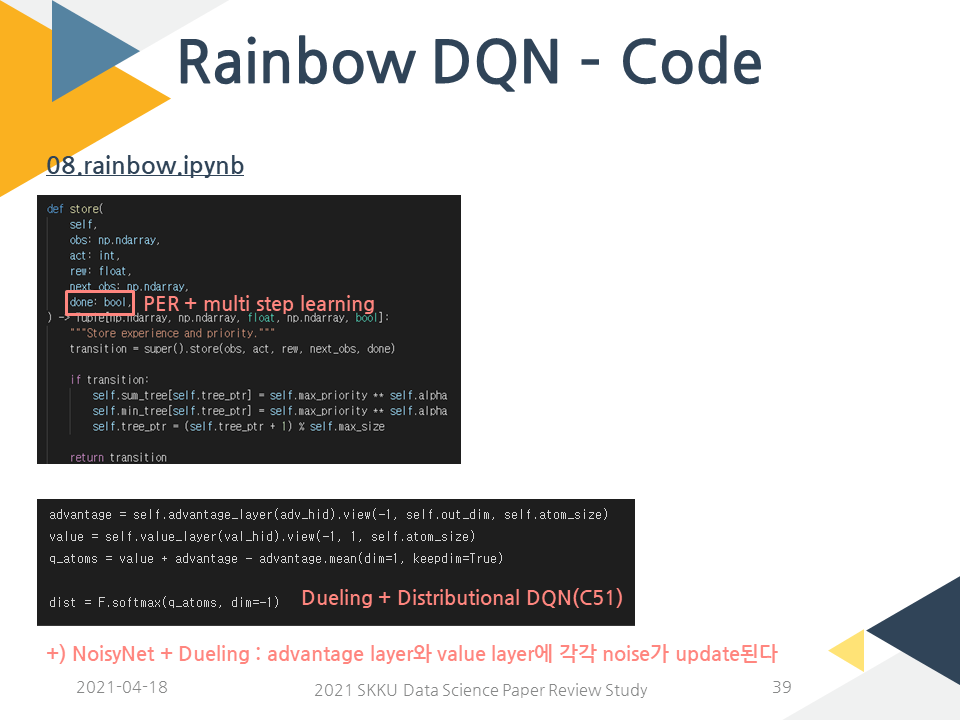 Rainbow DQN - Code
08.rainbow.ipynb
def store(
self,
obs: np.ndarray,
act: int,
rew: float,
next_obs: np.ndarray,
done: bool,
PER + multi step learning
) -> Tuple[np.ndarray, np.ndarray, float, np.ndarray, bool]:
"""Store experience and priority."""
transition = super().store(obs, act, rew, next_obs, done)
if transition:
self.sum_tree[self.tree_ptr] = self.max_priority ** self.alpha
self.min_tree[self.tree_ptr] = self.max_priority ** self.alpha
self.tree_ptr = (self.tree_ptr + 1) % self.max_size
return transition
advantage = self.advantage_layer(adv_hid).view(-1, self.out_dim, self.atom_size)
value = self.value_layer(val_hid).view(-1, 1, self.atom_size)
q_atoms = value + advantage - advantage.mean(dim=1, keepdim=True)
dist = F.softmax(q_atoms, dim=-1)
Dueling + Distributional DQN(C51)
+) NoisyNet + Dueling : advantage layer와 value layer에 각각 noise가 update된다
2021-04-18
2021 SKKU Data Science Paper Review Study
39